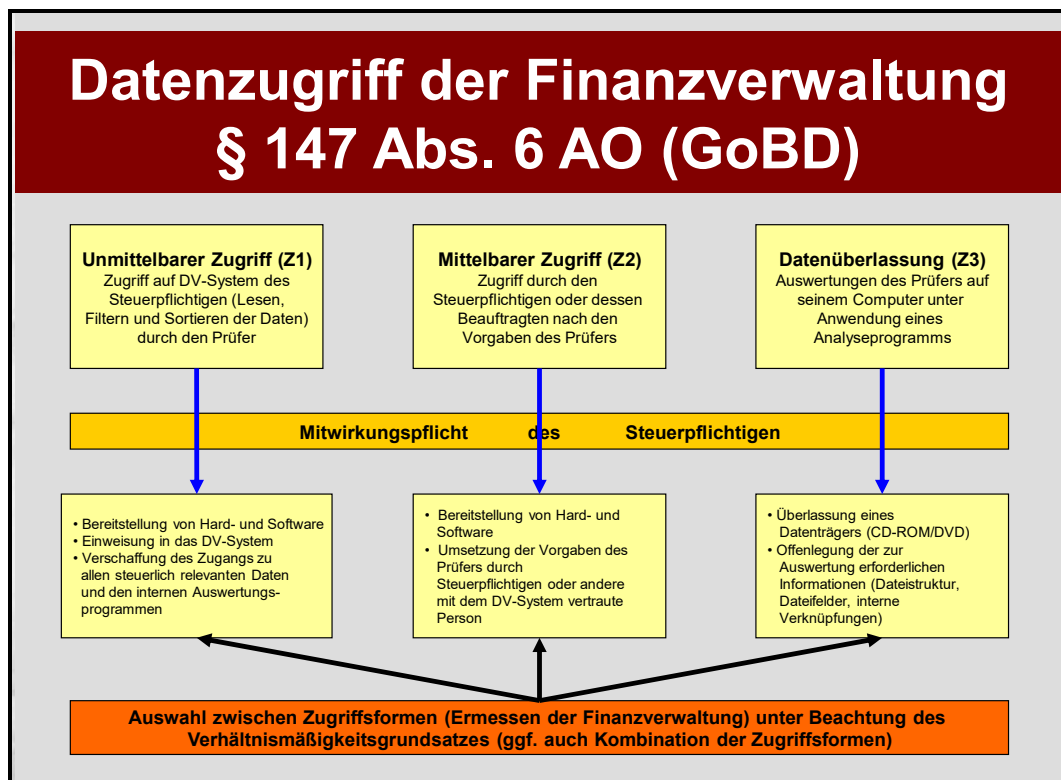 Datenzugriff der Finanzverwaltung
§ 147 Abs. 6 AO (GoBD)
Unmittelbarer Zugriff (Z1)
Zugriff auf DV-System des
Steuerpflichtigen (Lesen,
Filtern und Sortieren der Daten)
durch den Prüfer
Mittelbarer Zugriff (Z2)
Zugriff durch den
Steuerpflichtigen oder dessen
Beauftragten nach den
Vorgaben des Prüfers
Datenüberlassung (Z3)
Auswertungen des Prüfers auf
seinem Computer unter
Anwendung eines
Analyseprogramms
Mitwirkungspflicht des Steuerpflichtigen
• Bereitstellung von Hard- und Software
• Einweisung in das DV-System
• Verschaffung des Zugangs zu
allen steuerlich relevanten Daten
und den internen Auswertungs-
programmen
• Bereitstellung von Hard- und
Software
• Umsetzung der Vorgaben des
Prüfers durch
Steuerpflichtigen oder andere
mit dem DV-System vertraute
Person
• Überlassung eines
Datenträgers (CD-ROM/DVD)
• Offenlegung der zur
Auswertung erforderlichen
Informationen (Dateistruktur,
Dateifelder, interne
Verknüpfungen)
Auswahl zwischen Zugriffsformen (Ermessen der Finanzverwaltung) unter Beachtung des
Verhältnismäßigkeitsgrundsatzes (ggf. auch Kombination der Zugriffsformen)